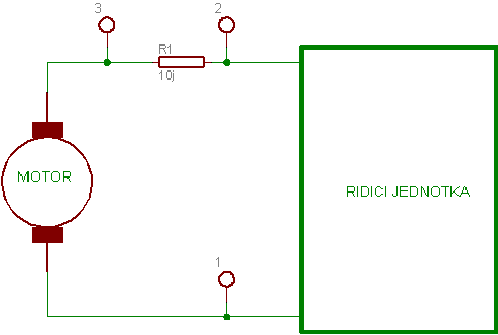 3
2
R1
10j
MOTOR
RIDICI JEDNOTKA
1